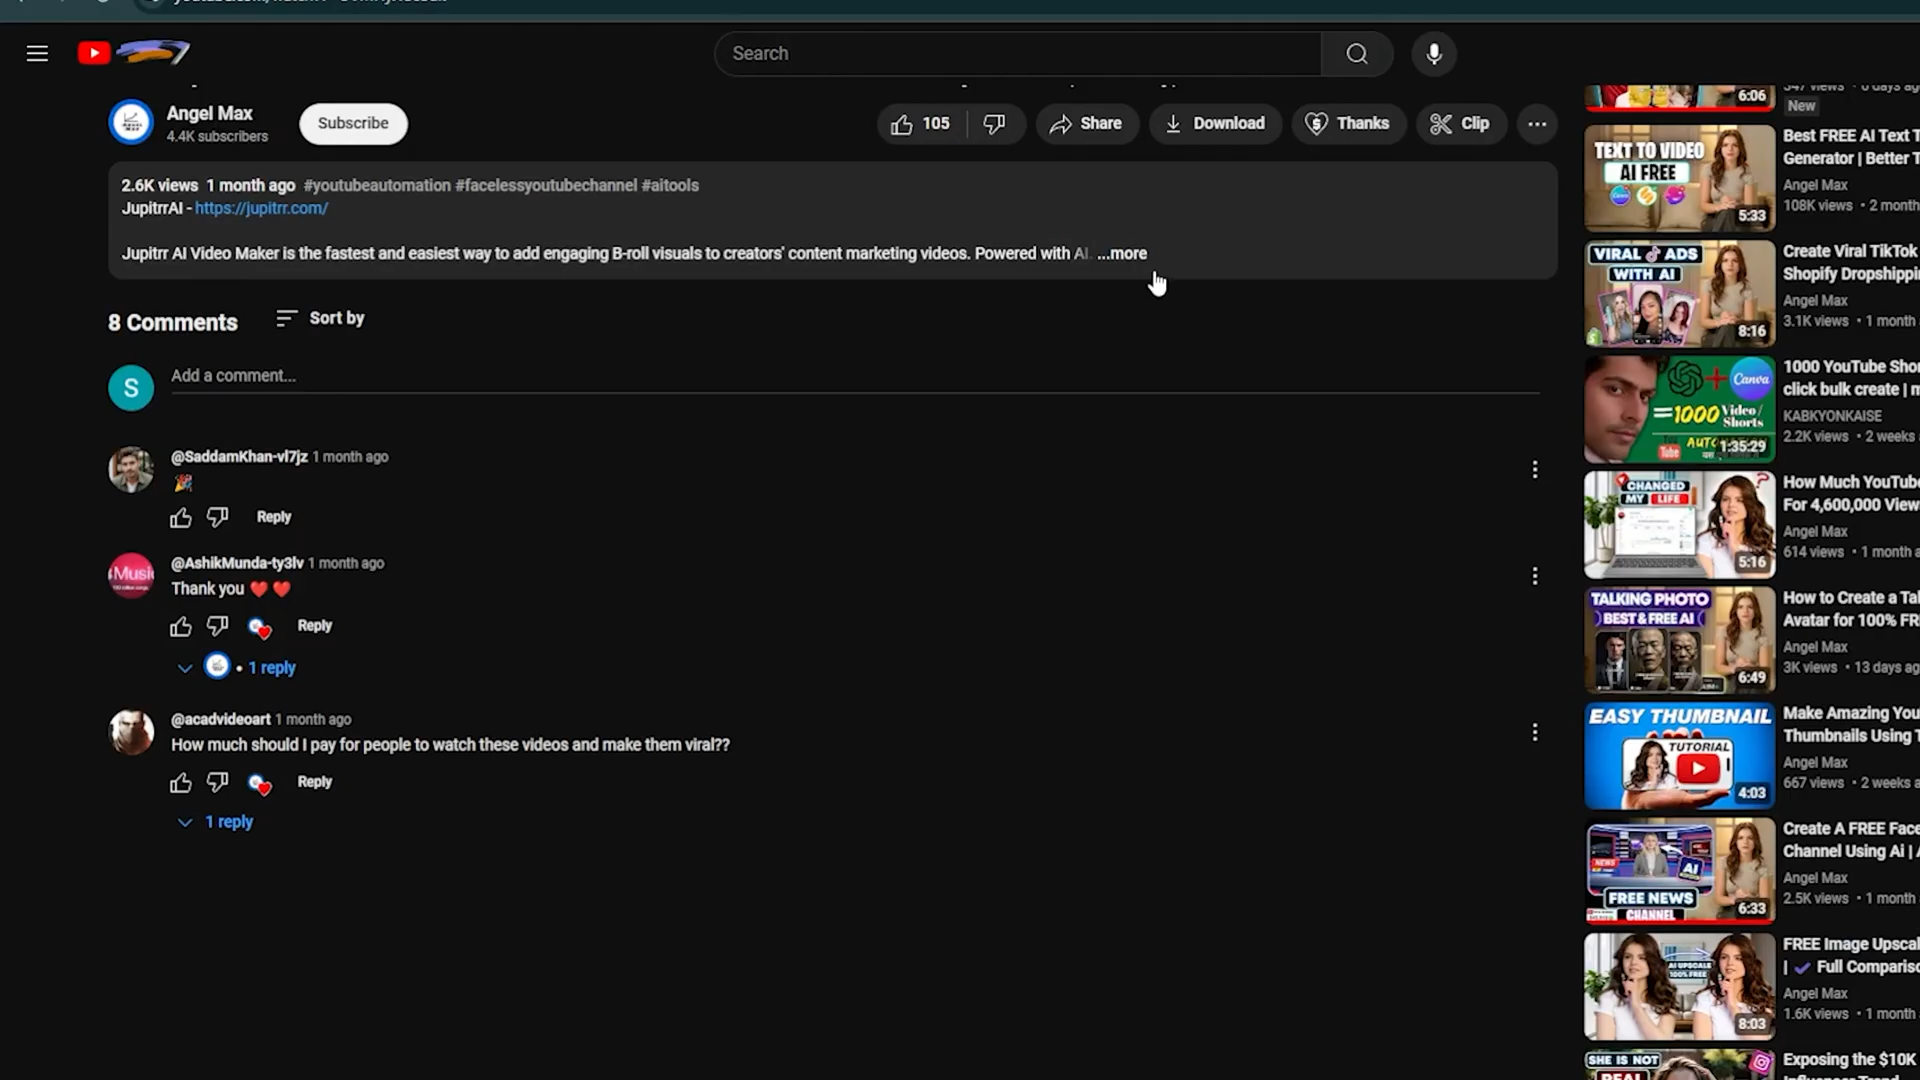 Search
Angel Max
4.4K subscribers
Subscribe
105
Share
Download
Thanks
Clip
2.6K views 1 month ago #youtubeautomation #facelessyoutubechannel #aitools
JupitrrAI - https://jupitrr.com/
Jupitrr AI Video Maker is the fastest and easiest way to add engaging B-roll visuals to creators' content marketing videos. Powered with AI. ...more
8 Comments
Sort by
S
Add a comment...
@SaddamKhan-vl7jz 1 month ago
🎉
Reply
@AshikMunda-ty3lv 1 month ago
Thank you ❤️ ❤️
Reply
• 1 reply
@acadvideoart 1 month ago
How much should I pay for people to watch these videos and make them viral??
Reply
1 reply
6:06
New
TEXT TO VIDEO
AI FREE
5:33
Best FREE AI Text T
Generator | Better T
Angel Max
108K views • 2 month
VIRAL ADS
WITH AI
8:16
Create Viral TikTok
Shopify Dropshippi
Angel Max
3.1K views • 1 month
Canva
=1000 Video/
Shorts
1:35:29
1000 YouTube Sho
click bulk create | m
KABKYONKAISE
2.2K views • 2 weeks
CHANGED
MY LIFE
5:16
How Much YouTube
For 4,600,000 View
Angel Max
614 views • 1 month a
TALKING PHOTO
BEST & FREE AI
6:49
How to Create a Tal
Avatar for 100% FR
Angel Max
3K views • 13 days ag
EASY THUMBNAIL
TUTORIAL
4:03
Make Amazing You
Thumbnails Using T
Angel Max
667 views • 2 weeks a
NEWS
AI
FREE NEWS
CHANNEL
6:33
Create A FREE Face
Channel Using Ai | A
Angel Max
2.5K views • 1 month
AI UPSCALE
100% FREE
8:03
FREE Image Upscal
| ✔ Full Compariso
Angel Max
1.6K views • 1 month
SHE IS NOT
REAL
Exposing the $10K